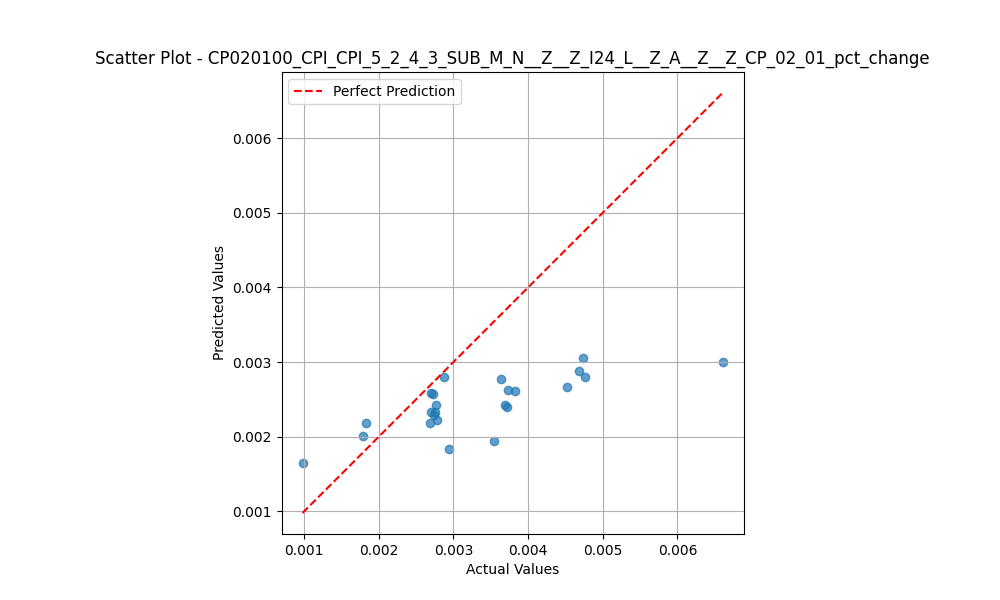 Scatter Plot - CP020100_CPI_CPI_5_2_4_3_SUB_M_N__Z__Z_I24_L__Z_A__Z__Z_CP_02_01_pct_change
Perfect Prediction
0.006
0.005
0.004
0.003
0.002
0.001
Predicted Values
0.001 0.002 0.003 0.004 0.005 0.006
Actual Values